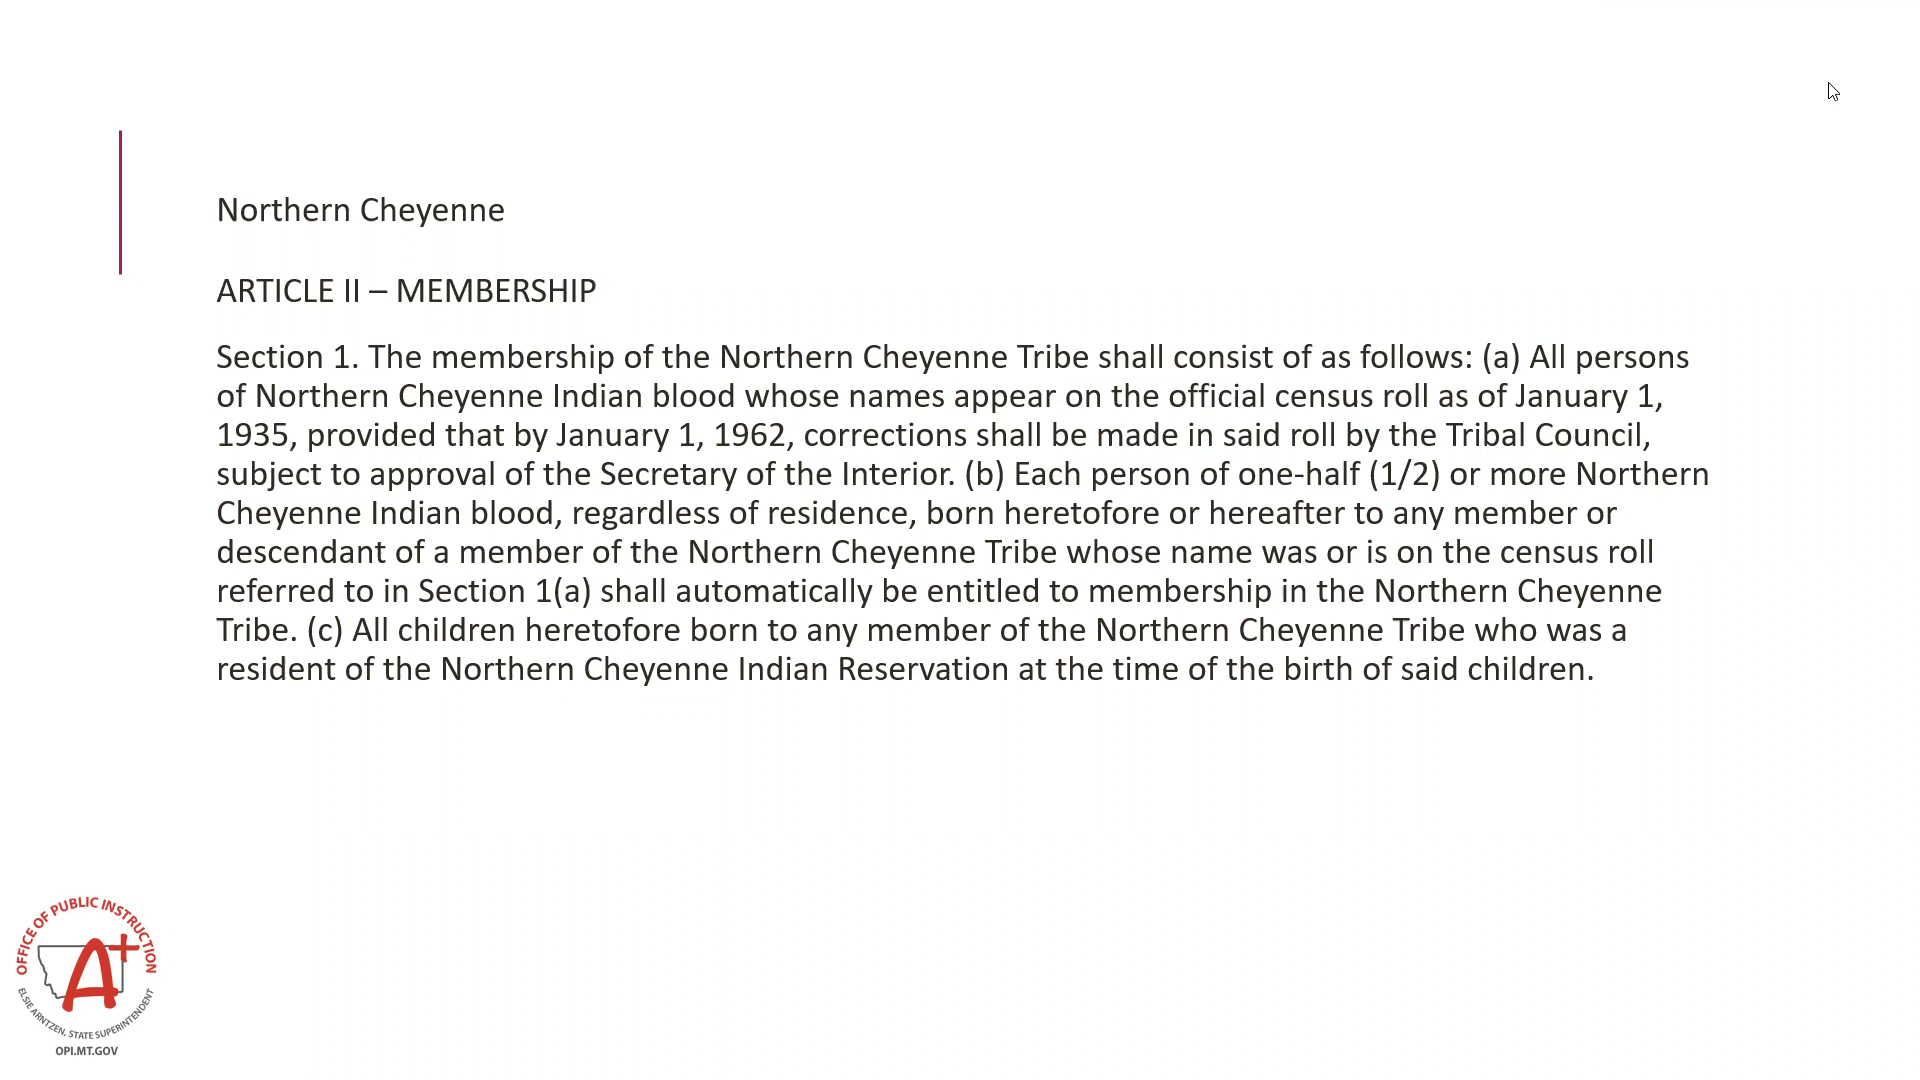 Northern Cheyenne
ARTICLE II – MEMBERSHIP
Section 1. The membership of the Northern Cheyenne Tribe shall consist of as follows: (a) All persons
of Northern Cheyenne Indian blood whose names appear on the official census roll as of January 1,
1935, provided that by January 1, 1962, corrections shall be made in said roll by the Tribal Council,
subject to approval of the Secretary of the Interior. (b) Each person of one-half (1/2) or more Northern
Cheyenne Indian blood, regardless of residence, born heretofore or hereafter to any member or
descendant of a member of the Northern Cheyenne Tribe whose name was or is on the census roll
referred to in Section 1(a) shall automatically be entitled to membership in the Northern Cheyenne
Tribe. (c) All children heretofore born to any member of the Northern Cheyenne Tribe who was a
resident of the Northern Cheyenne Indian Reservation at the time of the birth of said children.
OFFICE OF PUBLIC INSTRUCTION
A+
ELSIE ARNTZEN, STATE SUPERINTENDENT
OPI.MT.GOV